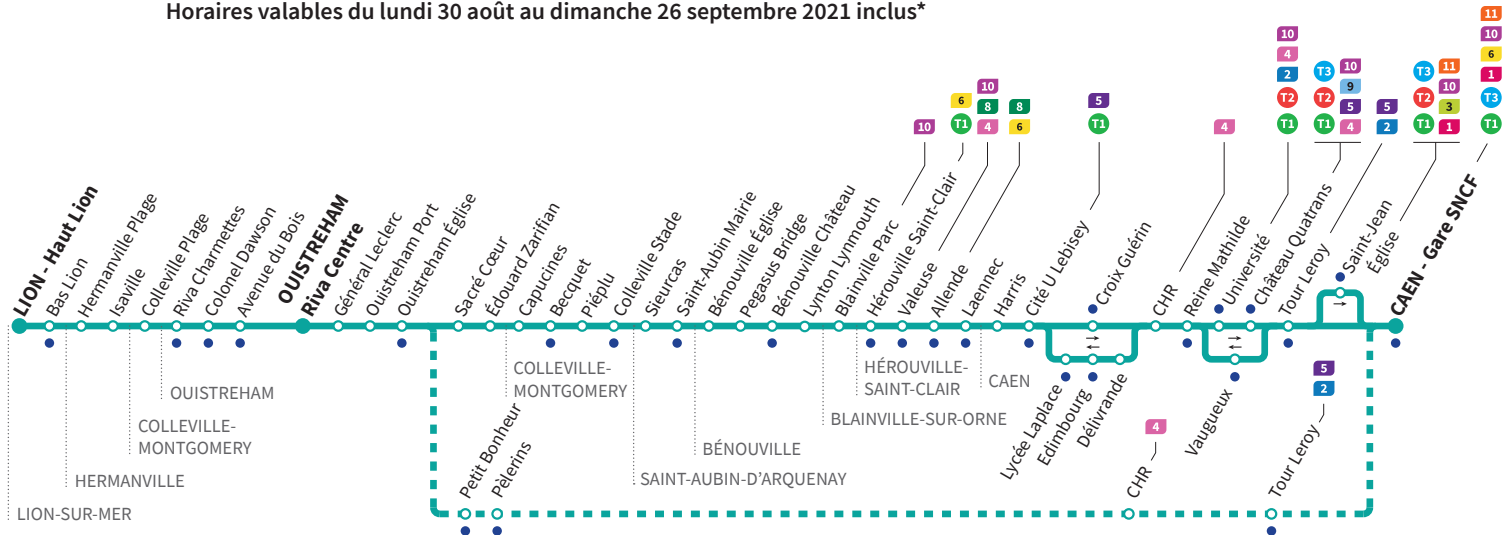 Horaires valables du lundi 30 août au dimanche 26 septembre 2021 inclus*
LION - Haut Lion
Bas Lion
Hermanville Plage
Isaville
Colleville Plage
Riva Charmettes
Colonel Dawson
Avenue du Bois
OUISTREHAM
Riva Centre
Général Leclerc
Ouistreham Port
Ouistreham Église
Sacré Cœur
Édouard Zarifian
Capucines
Becquet
Piéplu
Colleville Stade
Sieurcas
Saint-Aubin Mairie
Bénouville Église
Pegasus Bridge
Bénouville Château
Lynton Lynmouth
Blainville Parc
10
Hérouville Saint-Clair
6
T1
Valeuse
10
8
4
Allende
8
6
Laennec
Harris
Cité U Lebisey
5
T1
Croix Guérin
CHR
4
Reine Mathilde
Université
10
4
2
T2
T1
Château Quatrans
T3
T2
T1
10
9
5
4
Tour Leroy
5
2
Saint-Jean
Église
T3
T2
T1
11
10
3
1
CAEN - Gare SNCF
11
10
6
1
T3
T1
→
←
→
←
→
Lycée Laplace
Edimbourg
Délivrande
Vaugueux
LION-SUR-MER
HERMANVILLE
COLLEVILLE-
MONTGOMERY
OUISTREHAM
COLLEVILLE-
MONTGOMERY
SAINT-AUBIN-D'ARQUENAY
BÉNOUVILLE
BLAINVILLE-SUR-ORNE
HÉROUVILLE-
SAINT-CLAIR
CAEN
Petit Bonheur
Pèlerins
CHR
4
Tour Leroy
5
2